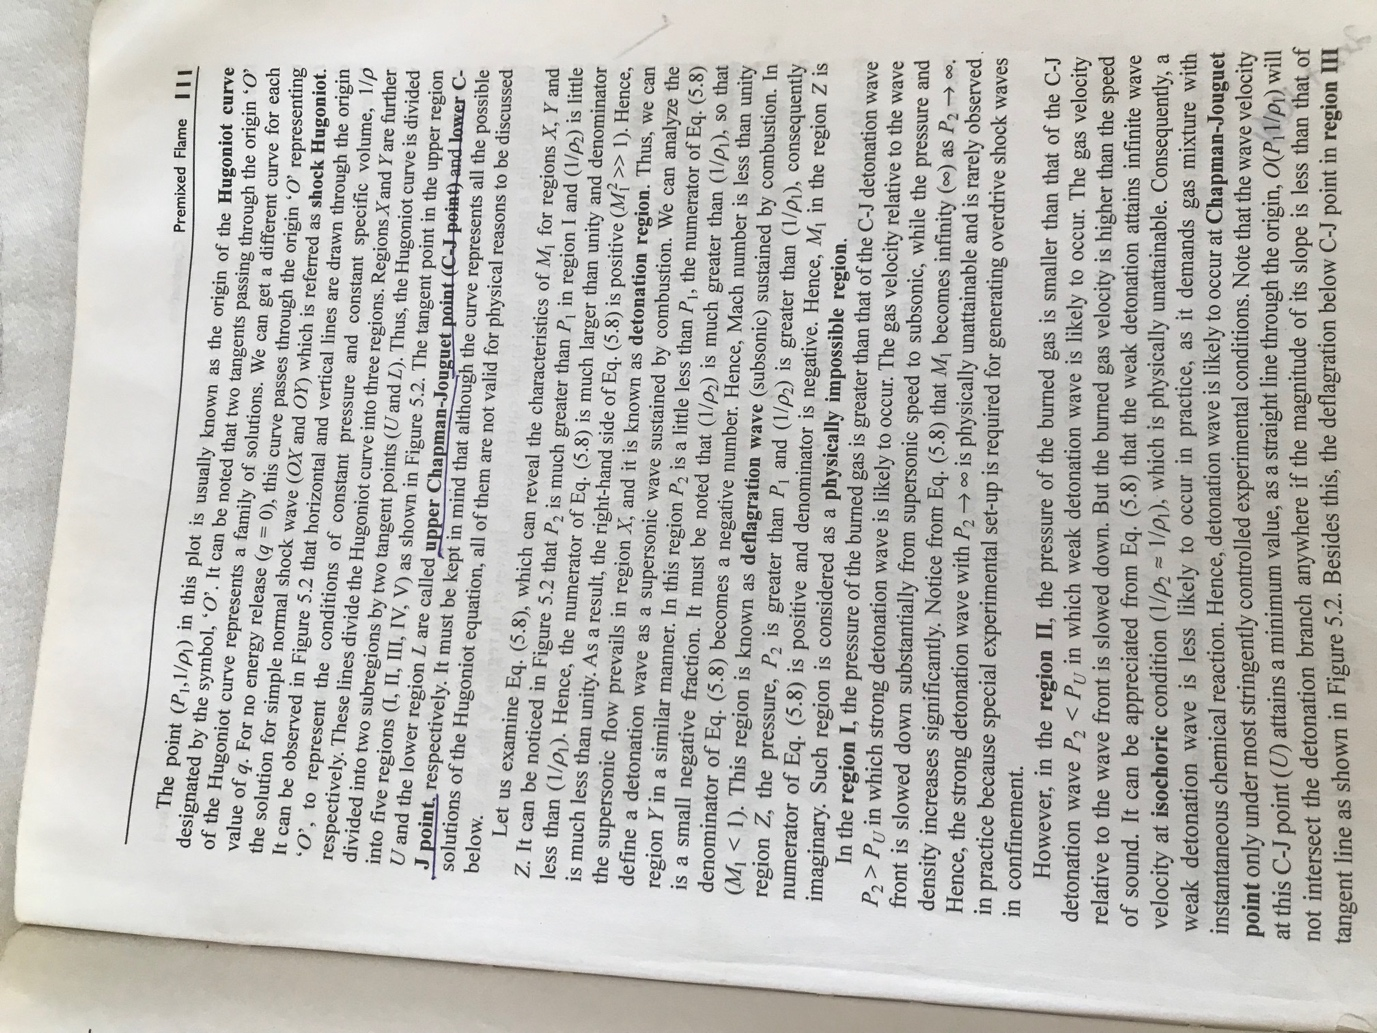 Premixed Flame 111
The point (P₁,1/ρ₁) in this plot is usually known as the origin of the Hugoniot curve
designated by the symbol, ‘O’. It can be noted that two tangents passing through the origin ‘O’
of the Hugoniot curve represents a family of solutions. We can get a different curve for each
value of q. For no energy release (q = 0), this curve passes through the origin ‘O’ representing
the solution for simple normal shock wave (OX and OY) which is referred as shock Hugoniot.
It can be observed in Figure 5.2 that horizontal and vertical lines are drawn through the origin
‘O’, to represent the conditions of constant pressure and constant specific volume, 1/ρ
respectively. These lines divide the Hugoniot curve into three regions. Regions X and Y are further
divided into two subregions by two tangent points (U and L). Thus, the Hugoniot curve is divided
into five regions (I, II, III, IV, V) as shown in Figure 5.2. The tangent point in the upper region
U and the lower region L are called upper Chapman-Jouguet point (C-J point) and lower C-
J point, respectively. It must be kept in mind that although the curve represents all the possible
solutions of the Hugoniot equation, all of them are not valid for physical reasons to be discussed
below.
Let us examine Eq. (5.8), which can reveal the characteristics of M₁ for regions X, Y and
Z. It can be noticed in Figure 5.2 that P₂ is much greater than P₁ in region I and (1/ρ₂) is little
less than (1/ρ₁). Hence, the numerator of Eq. (5.8) is much larger than unity and denominator
is much less than unity. As a result, the right-hand side of Eq. (5.8) is positive (M₁² >> 1). Hence,
the supersonic flow prevails in region X, and it is known as detonation region. Thus, we can
define a detonation wave as a supersonic wave sustained by combustion. We can analyze the
region Y in a similar manner. In this region P₂ is a little less than P₁, the numerator of Eq. (5.8)
is a small negative fraction. It must be noted that (1/ρ₂) is much greater than (1/ρ₁), so that
denominator of Eq. (5.8) becomes a negative number. Hence, Mach number is less than unity
(M₁ < 1). This region is known as deflagration wave (subsonic) sustained by combustion. In
region Z, the pressure, P₂ is greater than P₁ and (1/ρ₂) is greater than (1/ρ₁), consequently
numerator of Eq. (5.8) is positive and denominator is negative. Hence, M₁ in the region Z is
imaginary. Such region is considered as a physically impossible region.
In the region I, the pressure of the burned gas is greater than that of the C-J detonation wave
P₂ > P_U in which strong detonation wave is likely to occur. The gas velocity relative to the wave
front is slowed down substantially from supersonic speed to subsonic, while the pressure and
density increases significantly. Notice from Eq. (5.8) that M₁ becomes infinity (∞) as P₂ → ∞.
Hence, the strong detonation wave with P₂ → ∞ is physically unattainable and is rarely observed
in practice because special experimental set-up is required for generating overdrive shock waves
in confinement.
However, in the region II, the pressure of the burned gas is smaller than that of the C-J
detonation wave P₂ < P_U in which weak detonation wave is likely to occur. The gas velocity
relative to the wave front is slowed down. But the burned gas velocity is higher than the speed
of sound. It can be appreciated from Eq. (5.8) that the weak detonation attains infinite wave
velocity at isochoric condition (1/ρ₂ ≈ 1/ρ₁), which is physically unattainable. Consequently, a
weak detonation wave is less likely to occur in practice, as it demands gas mixture with
instantaneous chemical reaction. Hence, detonation wave is likely to occur at Chapman-Jouguet
point only under most stringently controlled experimental conditions. Note that the wave velocity
at this C-J point (U) attains a minimum value, as a straight line through the origin, O(P₁,1/ρ₁) will
not intersect the detonation branch anywhere if the magnitude of its slope is less than that of
tangent line as shown in Figure 5.2. Besides this, the deflagration below C-J point in region III